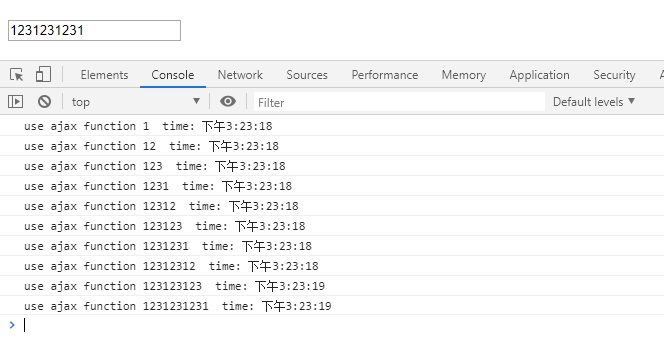 1231231231
Elements Console Network Sources Performance Memory Application Security A
top Filter Default levels
use ajax function 1 time: 下午3:23:18
use ajax function 12 time: 下午3:23:18
use ajax function 123 time: 下午3:23:18
use ajax function 1231 time: 下午3:23:18
use ajax function 12312 time: 下午3:23:18
use ajax function 123123 time: 下午3:23:18
use ajax function 1231231 time: 下午3:23:18
use ajax function 12312312 time: 下午3:23:18
use ajax function 123123123 time: 下午3:23:19
use ajax function 1231231231 time: 下午3:23:19